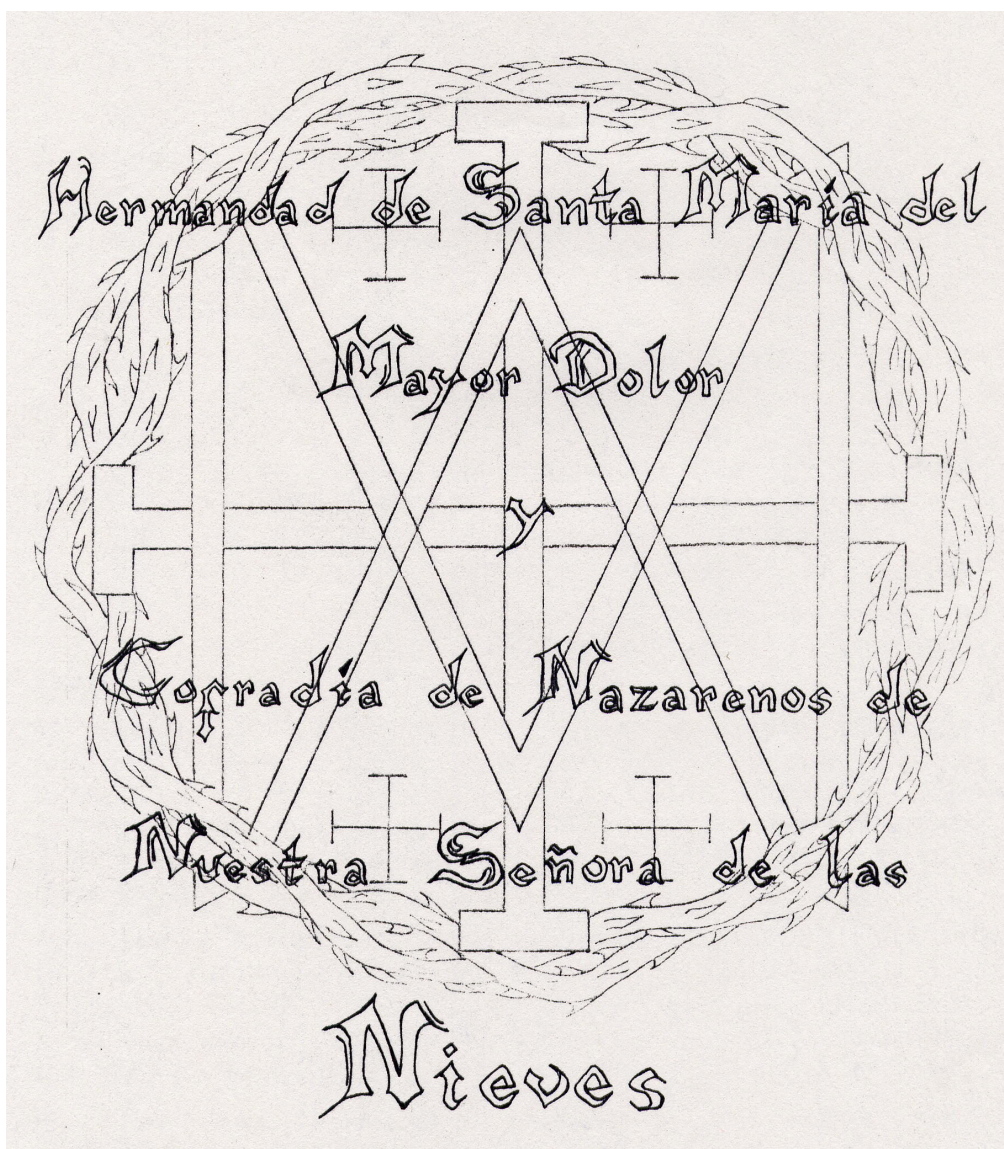 Hermandad de Santa María del
Mayor Dolor
y
Cofradía de Nazarenos de
Nuestra Señora de las
Nieves